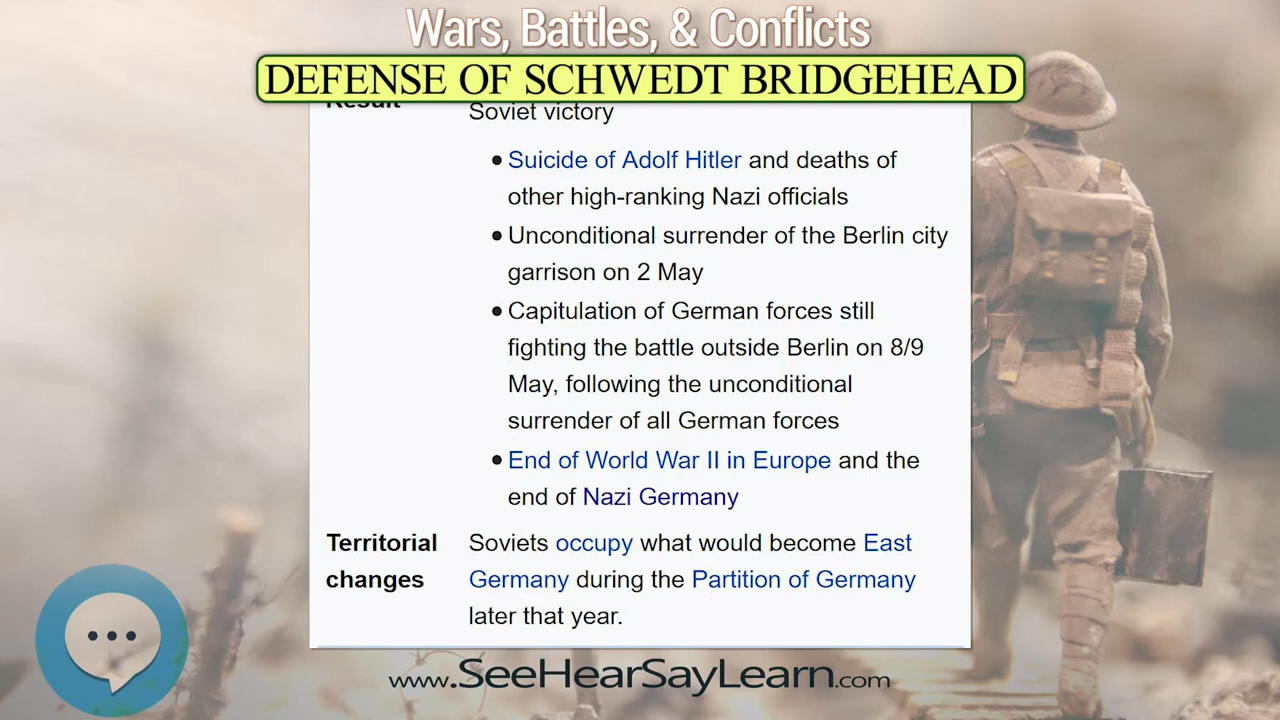 Wars, Battles, & Conflicts
DEFENSE OF SCHWEDT BRIDGEHEAD
Result
Soviet victory
• Suicide of Adolf Hitler and deaths of
other high-ranking Nazi officials
• Unconditional surrender of the Berlin city
garrison on 2 May
• Capitulation of German forces still
fighting the battle outside Berlin on 8/9
May, following the unconditional
surrender of all German forces
• End of World War II in Europe and the
end of Nazi Germany
Territorial changes
Soviets occupy what would become East
Germany during the Partition of Germany
later that year.
www.SeeHearSayLearn.com